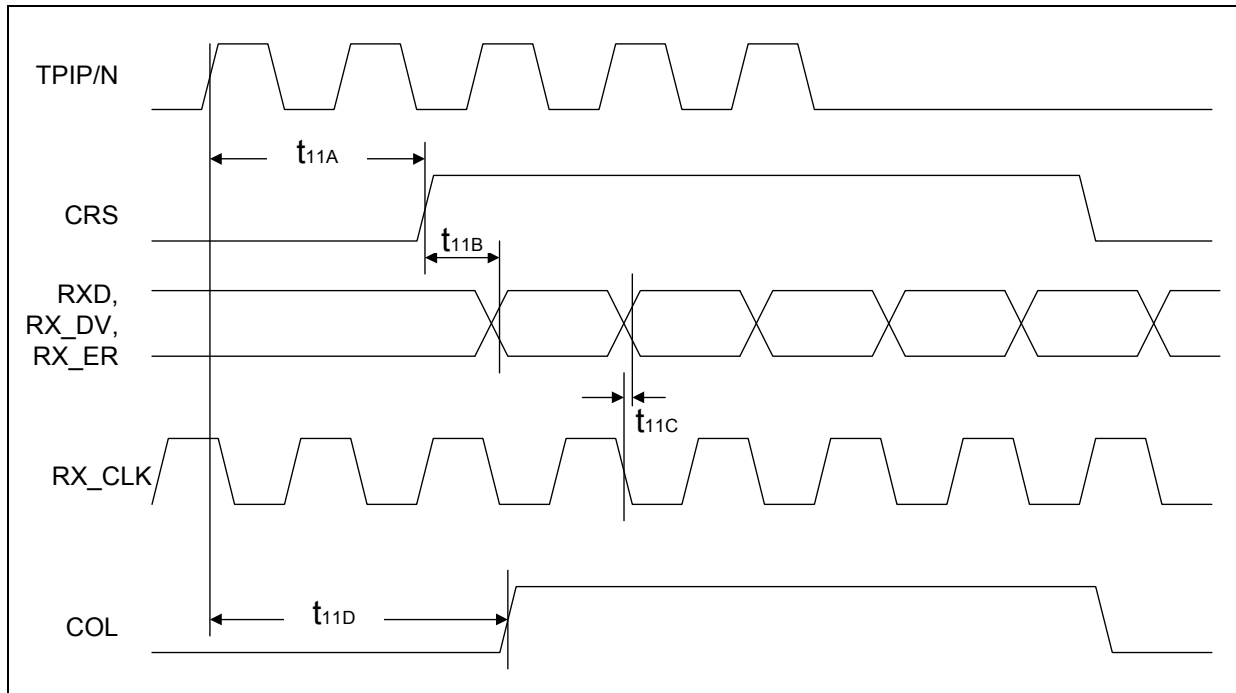 TPIP/N
t11A
CRS
t11B
RXD,
RX_DV,
RX_ER
t11C
RX_CLK
t11D
COL